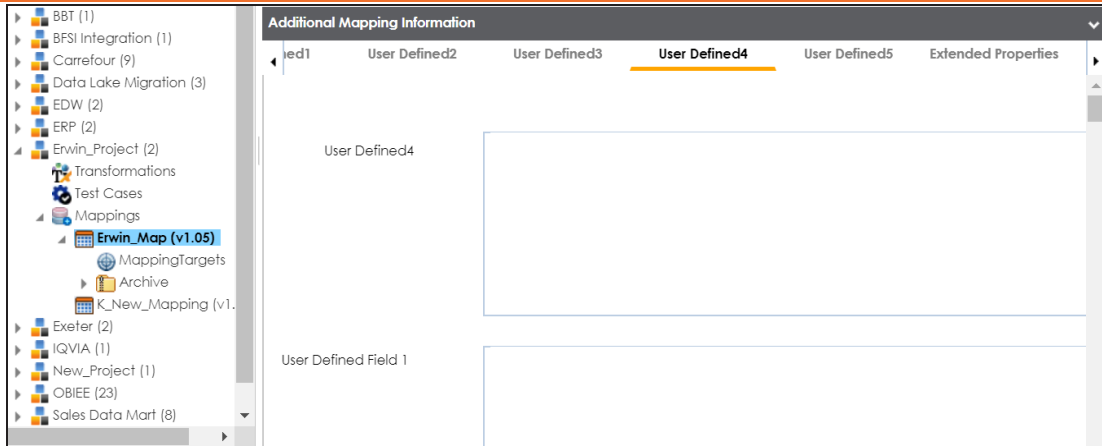 BBT (1)
BFSI Integration (1)
Carrefour (9)
Data Lake Migration (3)
EDW (2)
ERP (2)
Erwin_Project (2)
Transformations
Test Cases
Mappings
Erwin_Map (v1.05)
MappingTargets
Archive
K_New_Mapping (v1.
Exeter (2)
IQVIA (1)
New_Project (1)
OBIEE (23)
Sales Data Mart (8)
Additional Mapping Information
ned1 User Defined2 User Defined3 User Defined4 User Defined5 Extended Properties
User Defined4
User Defined Field 1